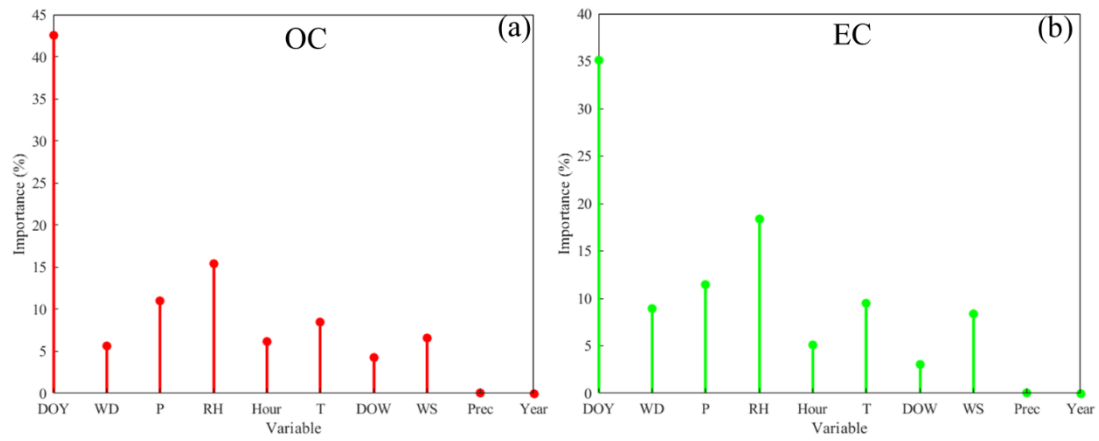 OC
(a)
Importance (%)
45
40
35
30
25
20
15
10
5
0
DOY WD P RH Hour T DOW WS Prec Year
Variable
EC
(b)
Importance (%)
40
35
30
25
20
15
10
5
0
DOY WD P RH Hour T DOW WS Prec Year
Variable